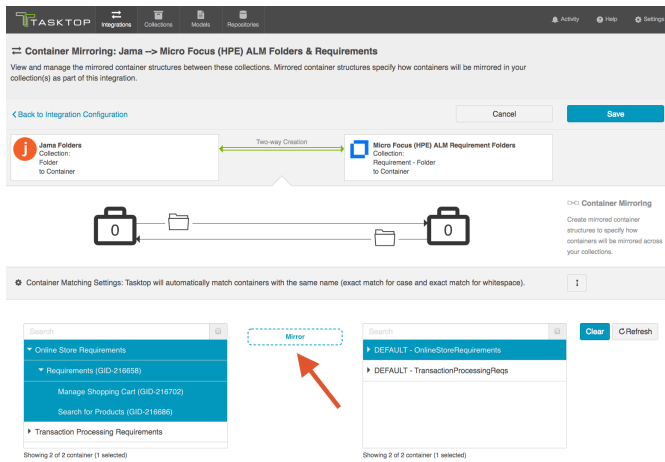 TASKTOP
Integrations
Collections
Models
Repositories
Activity
Help
Settings
Container Mirroring: Jama --> Micro Focus (HPE) ALM Folders & Requirements
View and manage the mirrored container structures between these collections. Mirrored container structures specify how containers will be mirrored in your
collection(s) as part of this integration.
Back to Integration Configuration
Cancel
Save
Jama Folders
Collection:
Folder
to Container
Two-way Creation
Micro Focus (HPE) ALM Requirement Folders
Collection:
Requirement - Folder
to Container
0
0
Container Mirroring
Create mirrored container
structures to specify how
containers will be mirrored across
your collections.
Container Matching Settings: Tasktop will automatically match containers with the same name (exact match for case and exact match for whitespace).
Search
Mirror
Search
Clear
Refresh
Online Store Requirements
Requirements (GID-216658)
Manage Shopping Cart (GID-216702)
Search for Products (GID-216686)
Transaction Processing Requirements
DEFAULT - OnlineStoreRequirements
DEFAULT - TransactionProcessingReqs
Showing 2 of 2 container (1 selected)
Showing 2 of 2 container (1 selected)